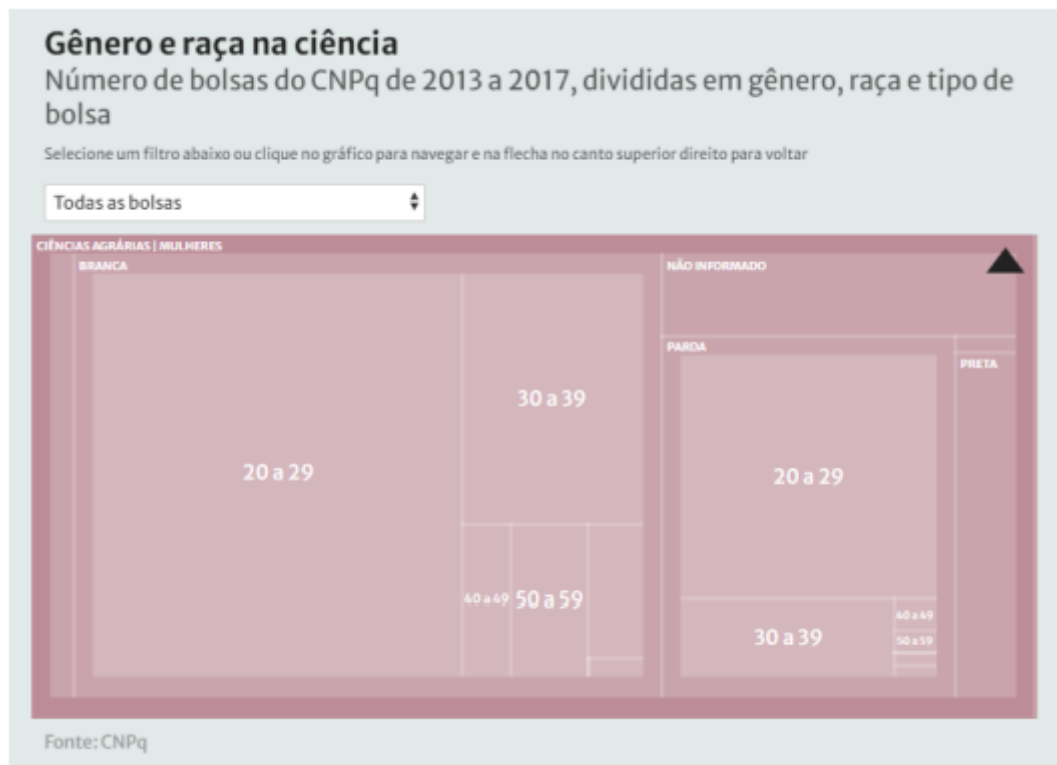 Gênero e raça na ciência
Número de bolsas do CNPq de 2013 a 2017, divididas em gênero, raça e tipo de
bolsa
Selecione um filtro abaixo ou clique no gráfico para navegar e na flecha no canto superior direito para voltar
Todas as bolsas
CIÊNCIAS AGRÁRIAS | MULHERES
BRANCA
20 a 29
30 a 39
40 a 49
50 a 59
NÃO INFORMADO
PARDA
20 a 29
30 a 39
40 a 49
50 a 59
PRETA
Fonte: CNPq